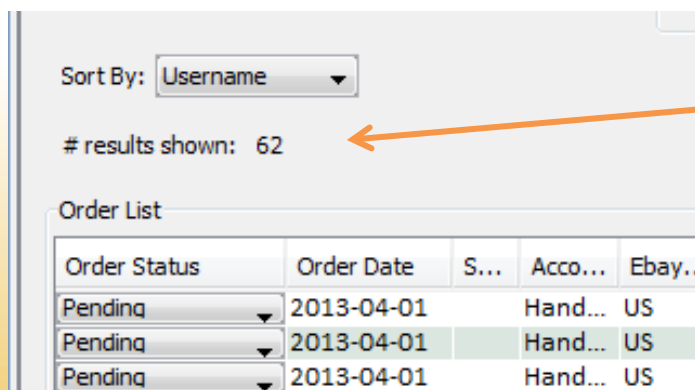 Sort By: Username
# results shown: 62
Order List
Order Status Order Date S... Acco... Ebay..
Pending 2013-04-01 Hand... US
Pending 2013-04-01 Hand... US
Pending 2013-04-01 Hand... US